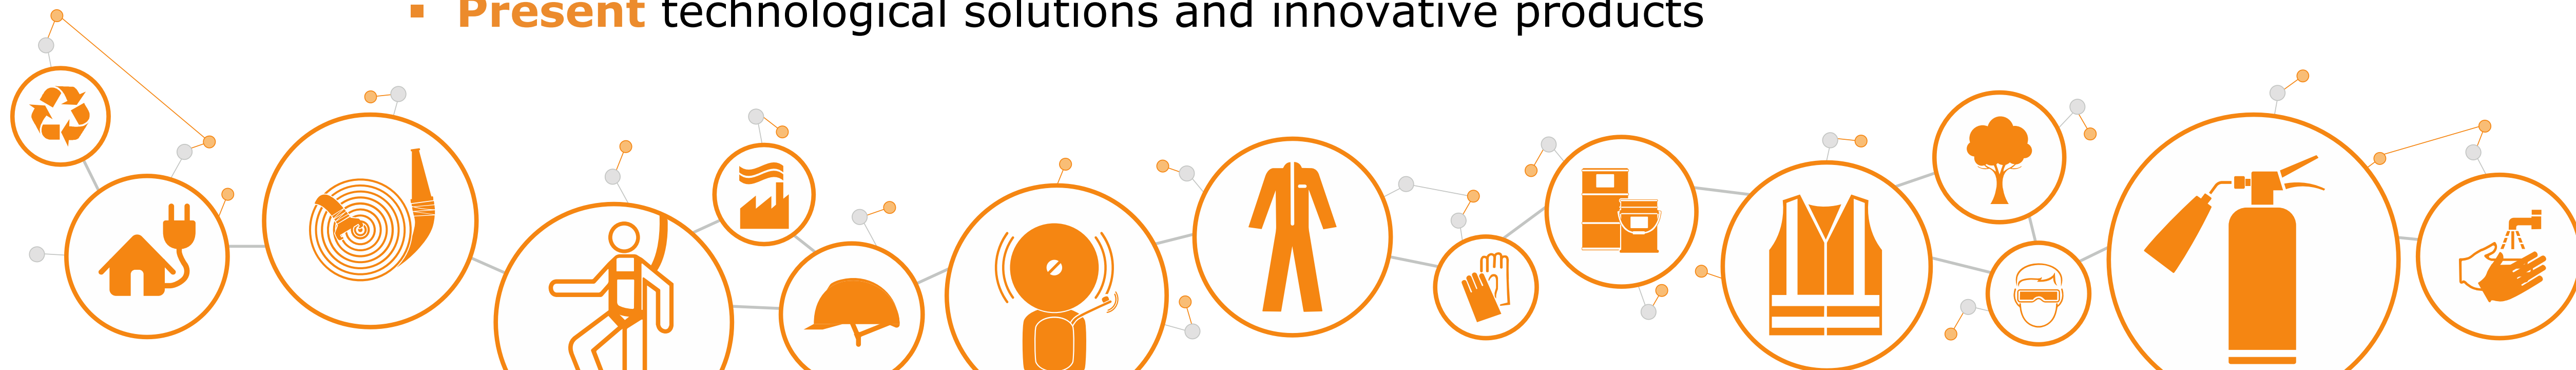 ▪ Present technological solutions and innovative products